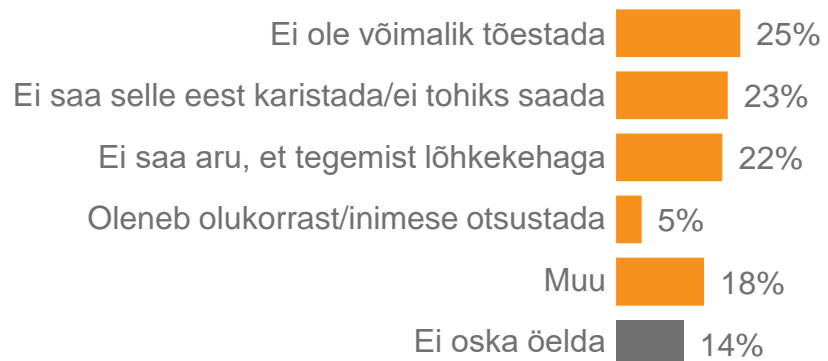 Ei ole võimalik tõestada 25%
Ei saa selle eest karistada/ei tohiks saada 23%
Ei saa aru, et tegemist lõhkekehaga 22%
Oleneb olukorrast/inimese otsustada 5%
Muu 18%
Ei oska öelda 14%